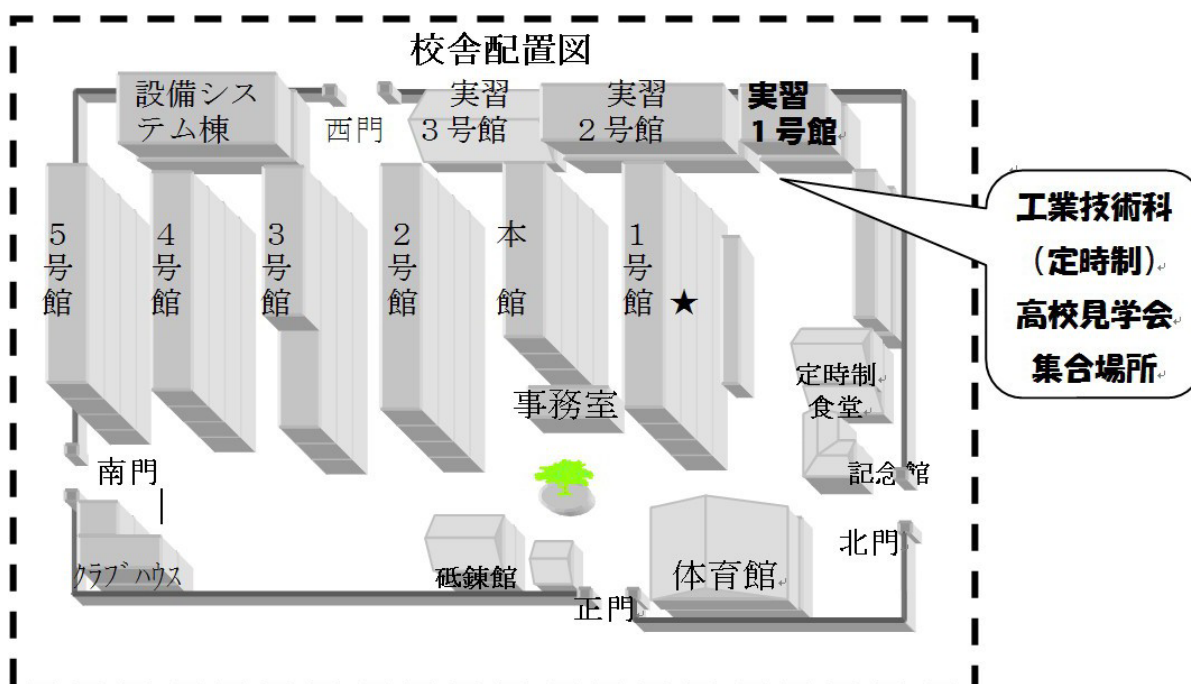 校舎配置図
設備シス
テム棟
西門
実習
３号館
実習
２号館
実習
１号館
工業技術科
（定時制）
高校見学会
集合場所
５号館
４号館
３号館
２号館
本館
１号館
★
定時制
食堂
事務室
記念館
南門
北門
クラブハウス
砥錬館
体育館
正門